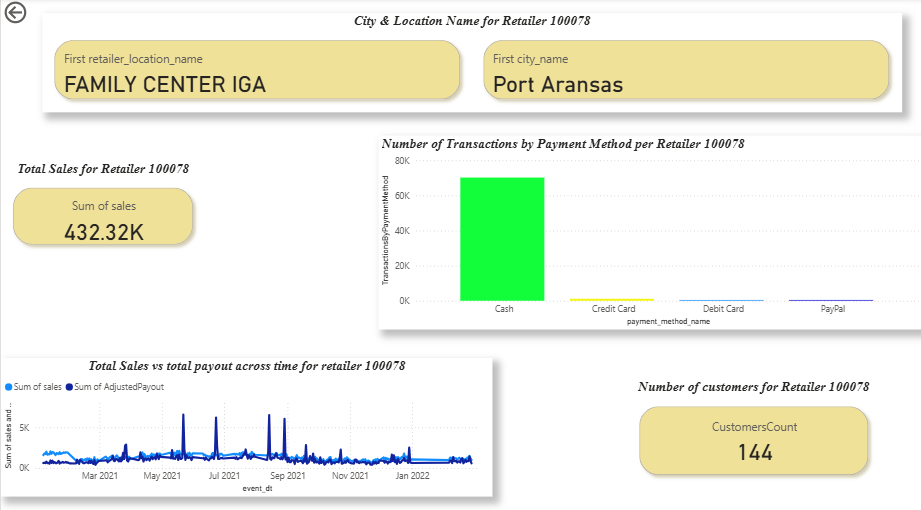 City & Location Name for Retailer 100078
First retailer_location_name
FAMILY CENTER IGA
First city_name
Port Aransas
Total Sales for Retailer 100078
Sum of sales
432.32K
Number of Transactions by Payment Method per Retailer 100078
TransactionsByPaymentMethod
80K
60K
40K
20K
0K
Cash Credit Card Debit Card PayPal
payment_method_name
Total Sales vs total payout across time for retailer 100078
Sum of sales Sum of AdjustedPayout
Sum of sales and...
5K
0K
Mar 2021 May 2021 Jul 2021 Sep 2021 Nov 2021 Jan 2022
event_dt
Number of customers for Retailer 100078
CustomersCount
144